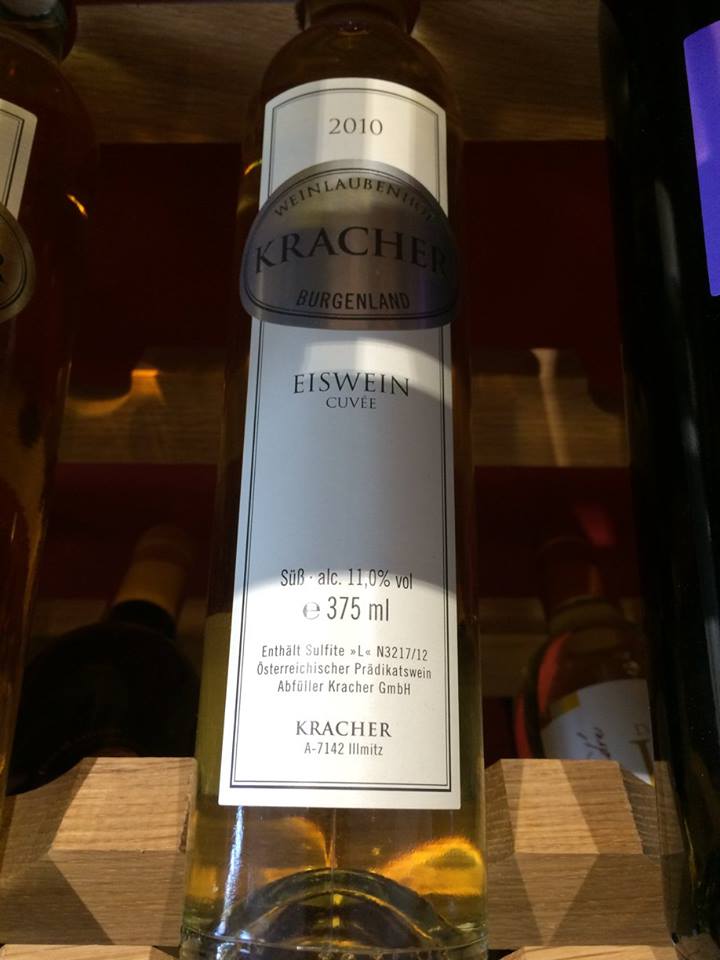 2010
WEINLAUBENHOF
KRACHER
BURGENLAND
EISWEIN
CUVÉE
Süß · alc. 11,0% vol
℮ 375 ml
Enthält Sulfite »L« N3217/12
Österreichischer Prädikatswein
Abfüller Kracher GmbH
KRACHER
A-7142 Illmitz